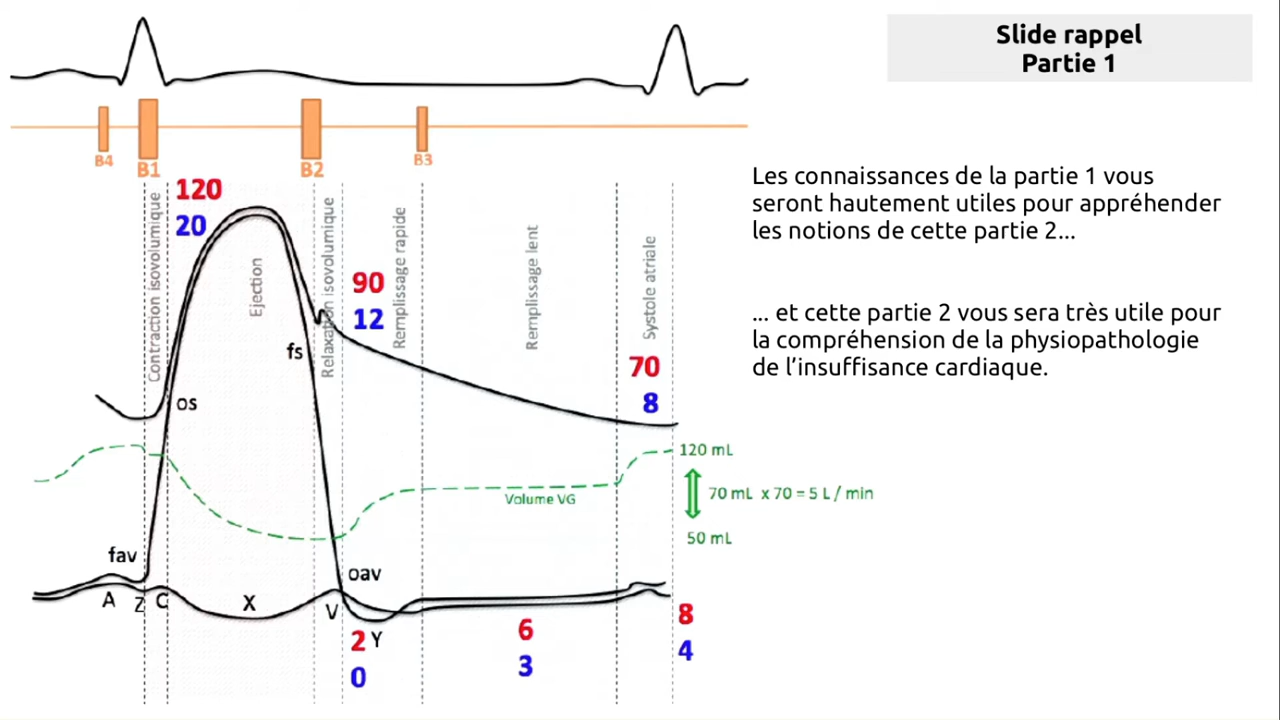 Slide rappel
Partie 1
B4
B1
B2
B3
120
20
Contraction isovolumique
Ejection
Relaxation isovolumique
90
12
Remplissage rapide
Remplissage lent
Systole atriale
70
8
Les connaissances de la partie 1 vous
seront hautement utiles pour appréhender
les notions de cette partie 2...
... et cette partie 2 vous sera très utile pour
la compréhension de la physiopathologie
de l’insuffisance cardiaque.
fs
os
120 mL
Volume VG
70 mL x 70 = 5 L / min
50 mL
fav
oav
A
Z
C
X
V
2
Y
0
6
3
8
4